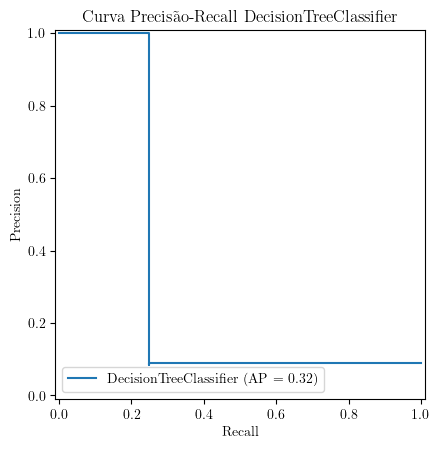 Curva Precisão-Recall DecisionTreeClassifier
1.0
0.8
0.6
0.4
0.2
0.0
Precision
DecisionTreeClassifier (AP = 0.32)
0.0 0.2 0.4 0.6 0.8 1.0
Recall